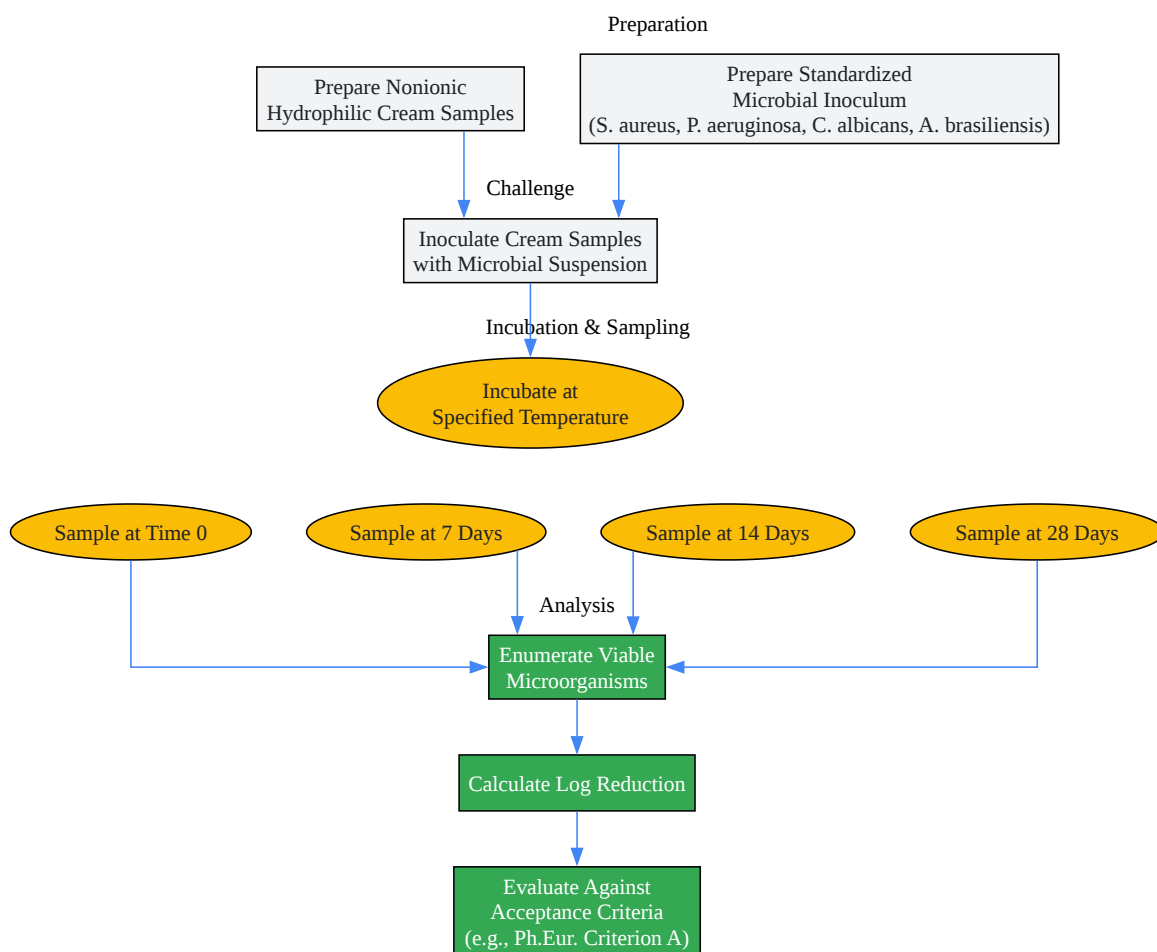 Preparation
Prepare Nonionic
Hydrophilic Cream Samples
Prepare Standardized
Microbial Inoculum
(S. aureus, P. aeruginosa, C. albicans, A. brasiliensis)
Challenge
Inoculate Cream Samples
with Microbial Suspension
Incubation & Sampling
Incubate at
Specified Temperature
Sample at Time 0
Sample at 7 Days
Sample at 14 Days
Sample at 28 Days
Analysis
Enumerate Viable
Microorganisms
Calculate Log Reduction
Evaluate Against
Acceptance Criteria
(e.g., Ph.Eur. Criterion A)